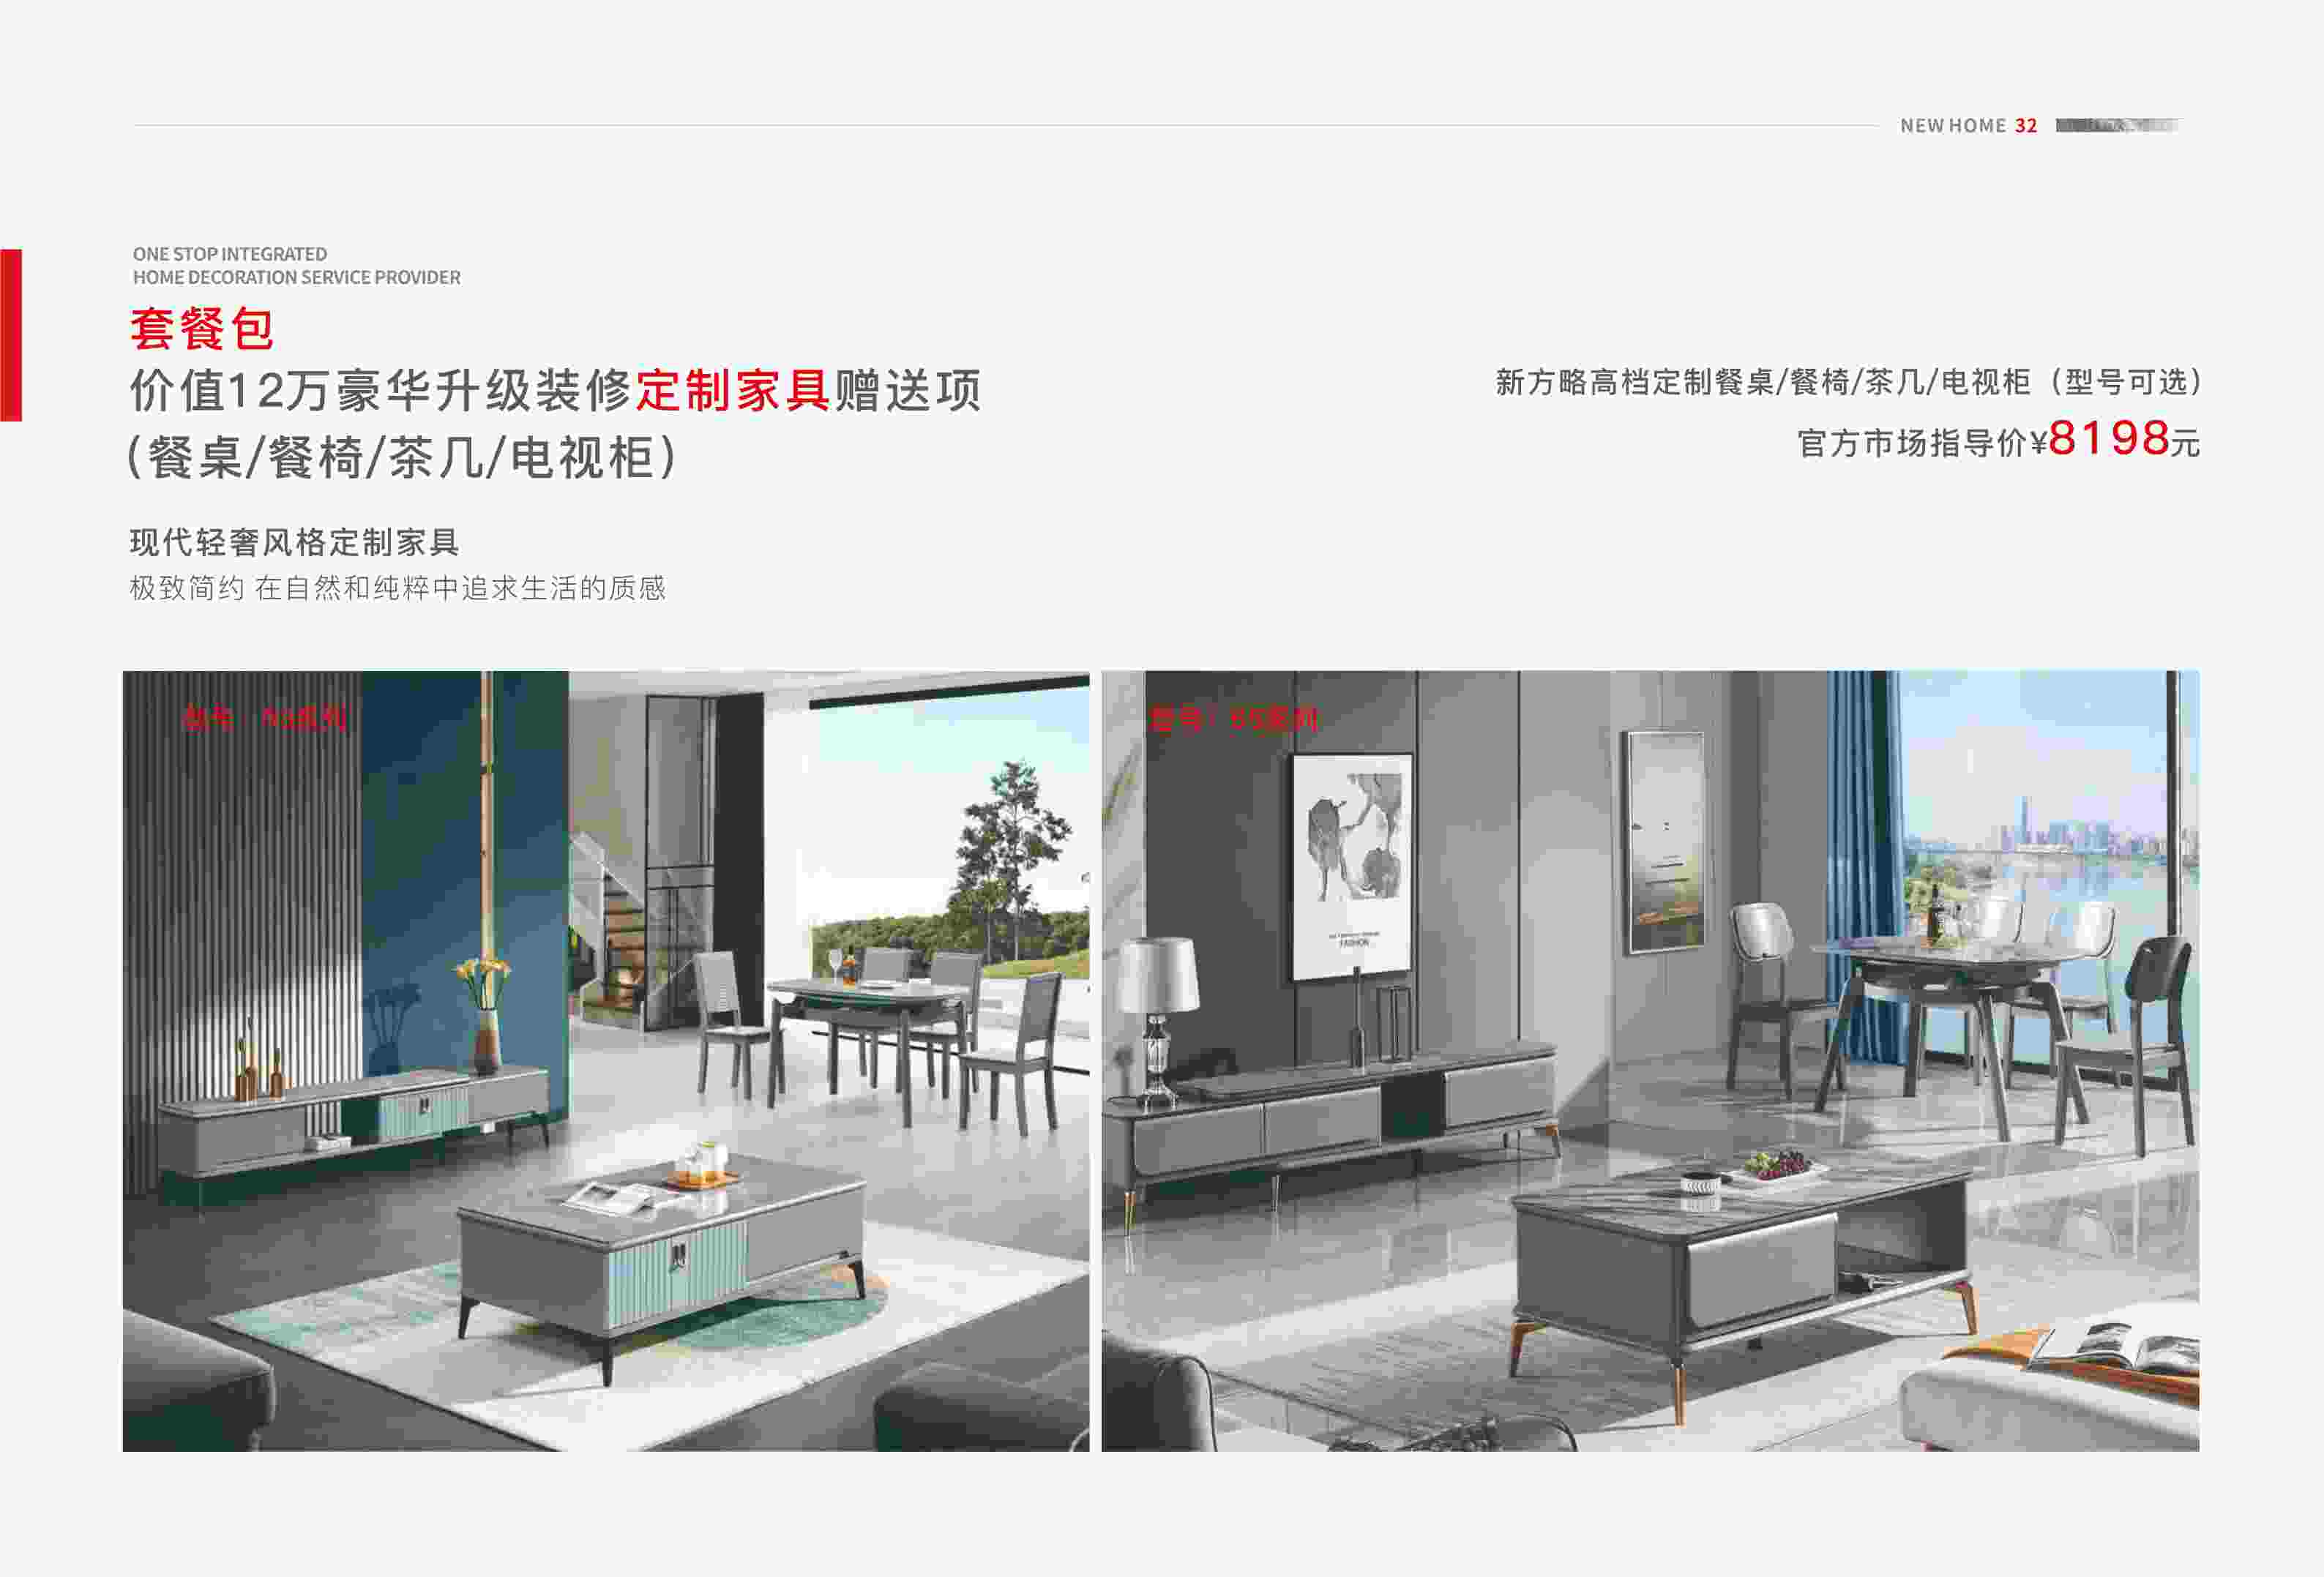 NEW HOME 32
ONE STOP INTEGRATED
HOME DECORATION SERVICE PROVIDER
套餐包
价值12万豪华升级装修定制家具赠送项
(餐桌/餐椅/茶几/电视柜)
新方略高档定制餐桌/餐椅/茶几/电视柜（型号可选）
官方市场指导价¥8198元
现代轻奢风格定制家具
极致简约 在自然和纯粹中追求生活的质感
型号：系列
型号：系列
FASHION